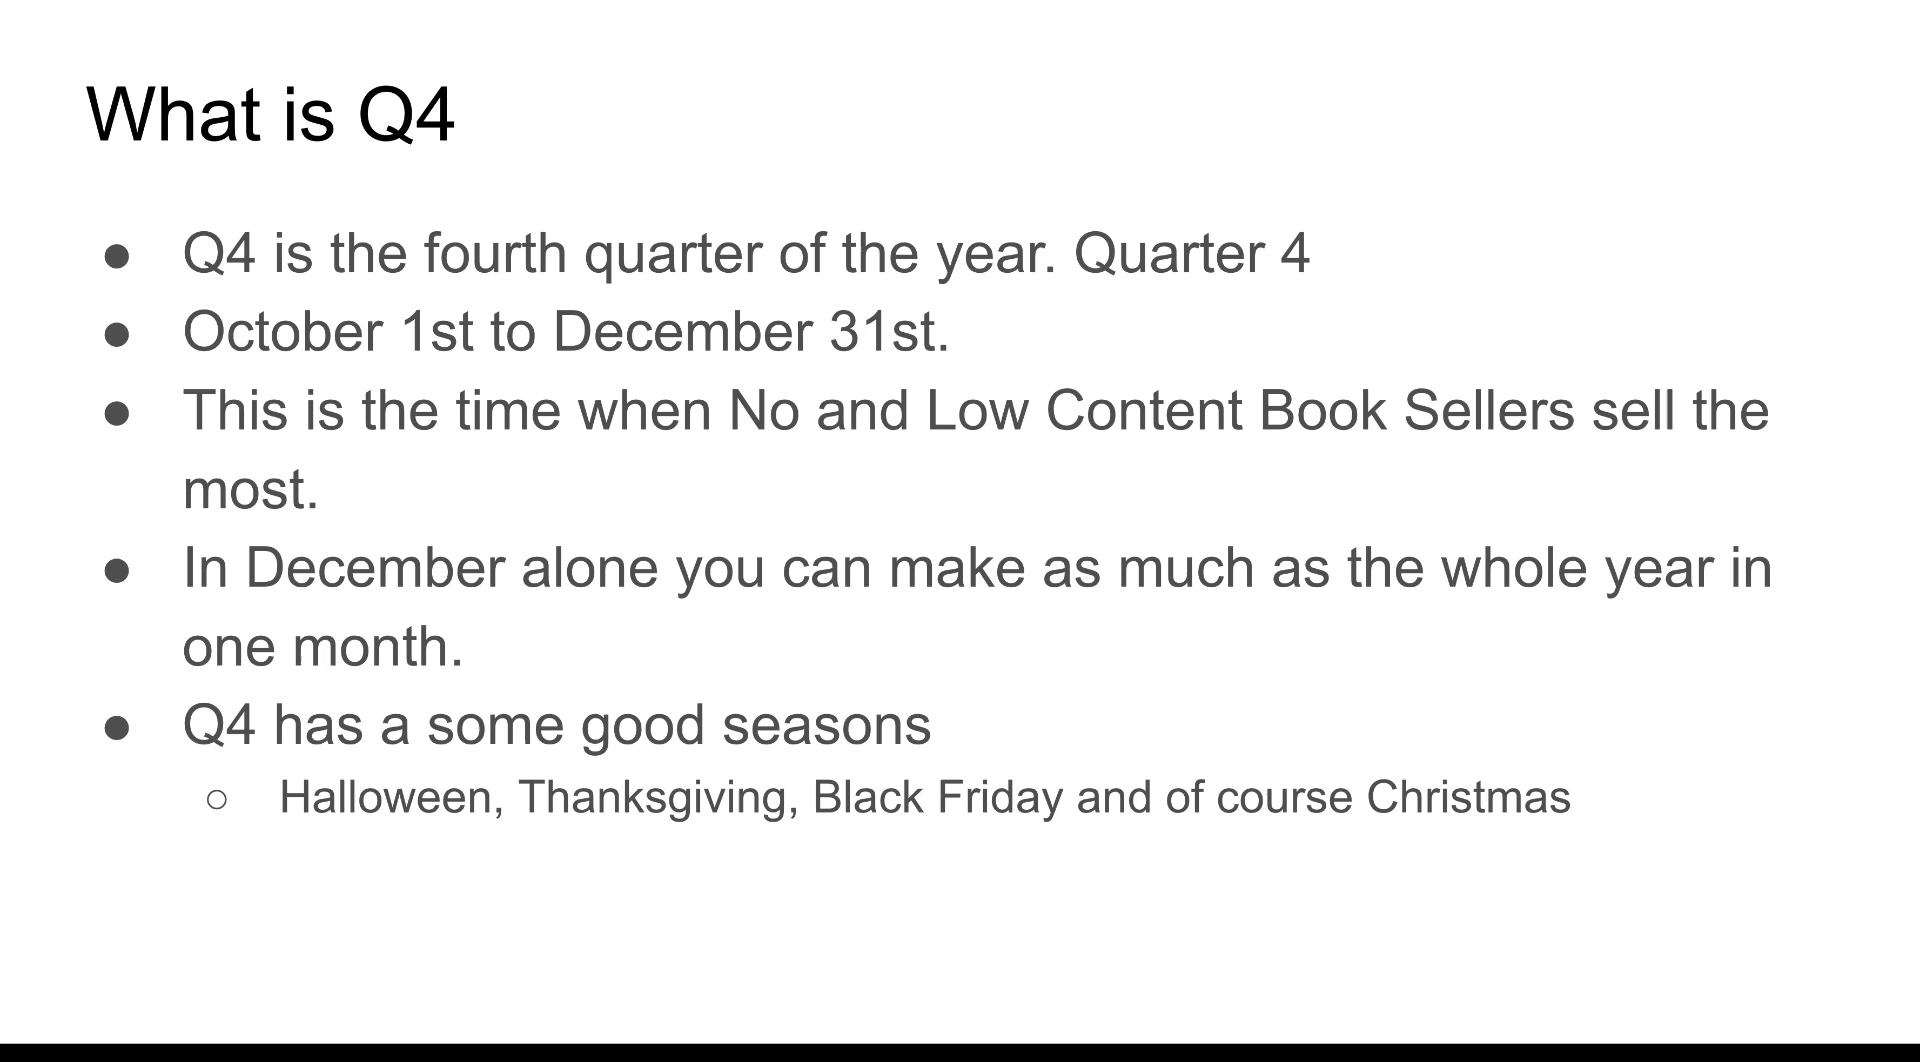 What is Q4
● Q4 is the fourth quarter of the year. Quarter 4
● October 1st to December 31st.
● This is the time when No and Low Content Book Sellers sell the
most.
● In December alone you can make as much as the whole year in
one month.
● Q4 has a some good seasons
○ Halloween, Thanksgiving, Black Friday and of course Christmas